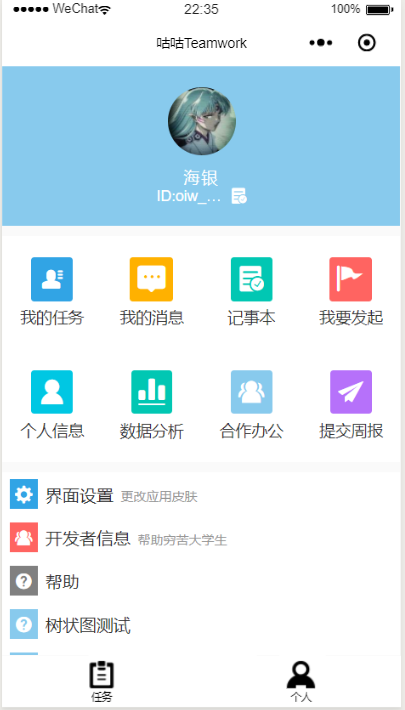 WeChat 22:35 100%
咕咕Teamwork
海银
ID:oiw_...
我的任务 我的消息 记事本 我要发起
个人信息 数据分析 合作办公 提交周报
界面设置 更改应用皮肤
开发者信息 帮助穷苦大学生
帮助
树状图测试
任务 个人